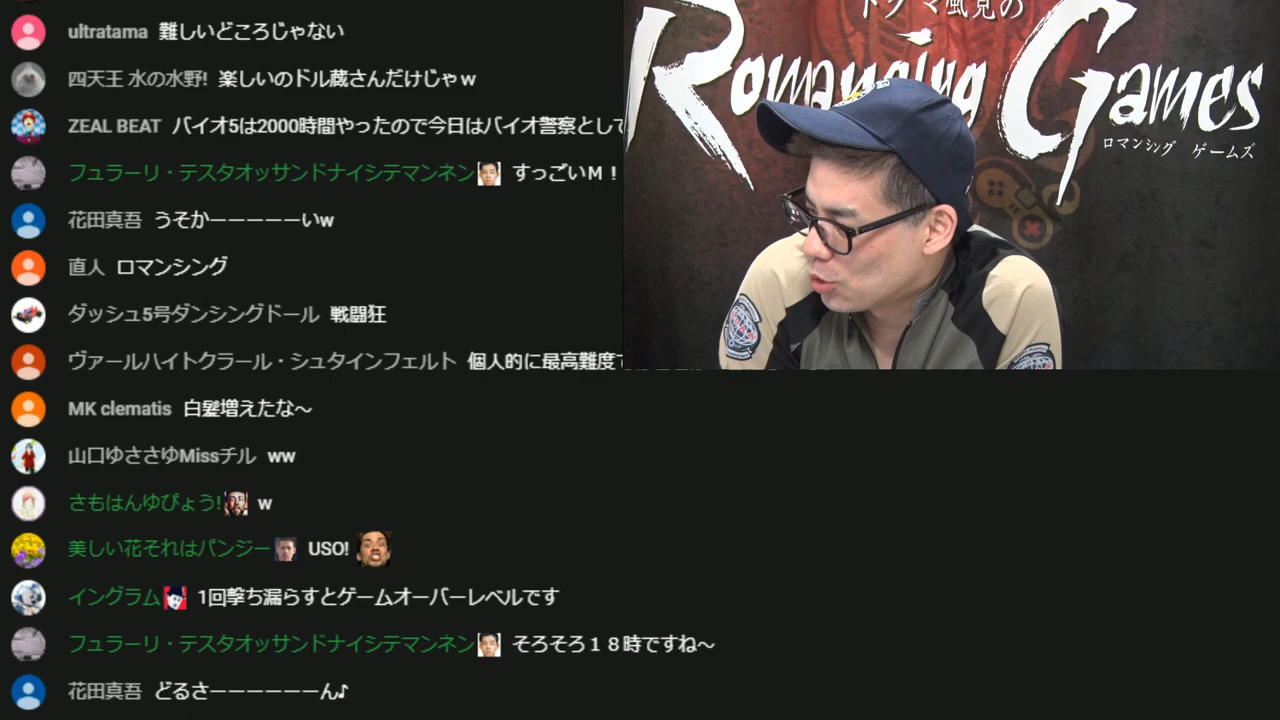 ultratama 難しいどころじゃない
四天王 水の水野! 楽しいのドル蔵さんだけじゃｗ
ZEAL BEAT バイオ5は2000時間やったので今日はバイオ警察として
フュラーリ・テスタオッサンドナイシテマンネン すっごいＭ！
花田真吾 うそかーーーーーいw
直人 ロマンシング
ダッシュ5号ダンシングドール 戦闘狂
ヴァールハイトクラール・シュタインフェルト 個人的に最高難度で
MK clematis 白髪増えたな～
山口ゆささゆMissチル ww
さもはんゆぴょう! w
美しい花それはパンジー USO!
イングラム 1回撃ち漏らすとゲームオーバーレベルです
フュラーリ・テスタオッサンドナイシテマンネン そろそろ１８時ですね～
花田真吾 どるさーーーーーーん♪
ドグマ風見の
Romancing Games
ロマンシング ゲームズ